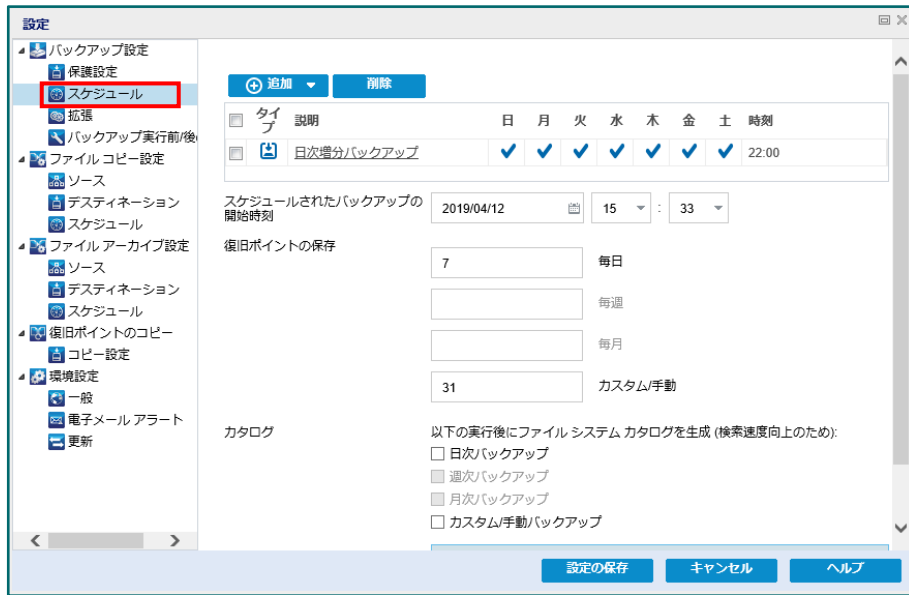 設定
バックアップ設定
保護設定
スケジュール
拡張
バックアップ実行前/後
ファイル コピー設定
ソース
デスティネーション
スケジュール
ファイル アーカイブ設定
ソース
デスティネーション
スケジュール
復旧ポイントのコピー
コピー設定
環境設定
一般
電子メール アラート
更新
追加 削除
タイプ 説明 日 月 火 水 木 金 土 時刻
日次増分バックアップ 22:00
スケジュールされたバックアップの
開始時刻
2019/04/12 15 : 33
復旧ポイントの保存
7 毎日
毎週
毎月
31 カスタム/手動
カタログ
以下の実行後にファイル システム カタログを生成 (検索速度向上のため):
日次バックアップ
週次バックアップ
月次バックアップ
カスタム/手動バックアップ
設定の保存 キャンセル ヘルプ